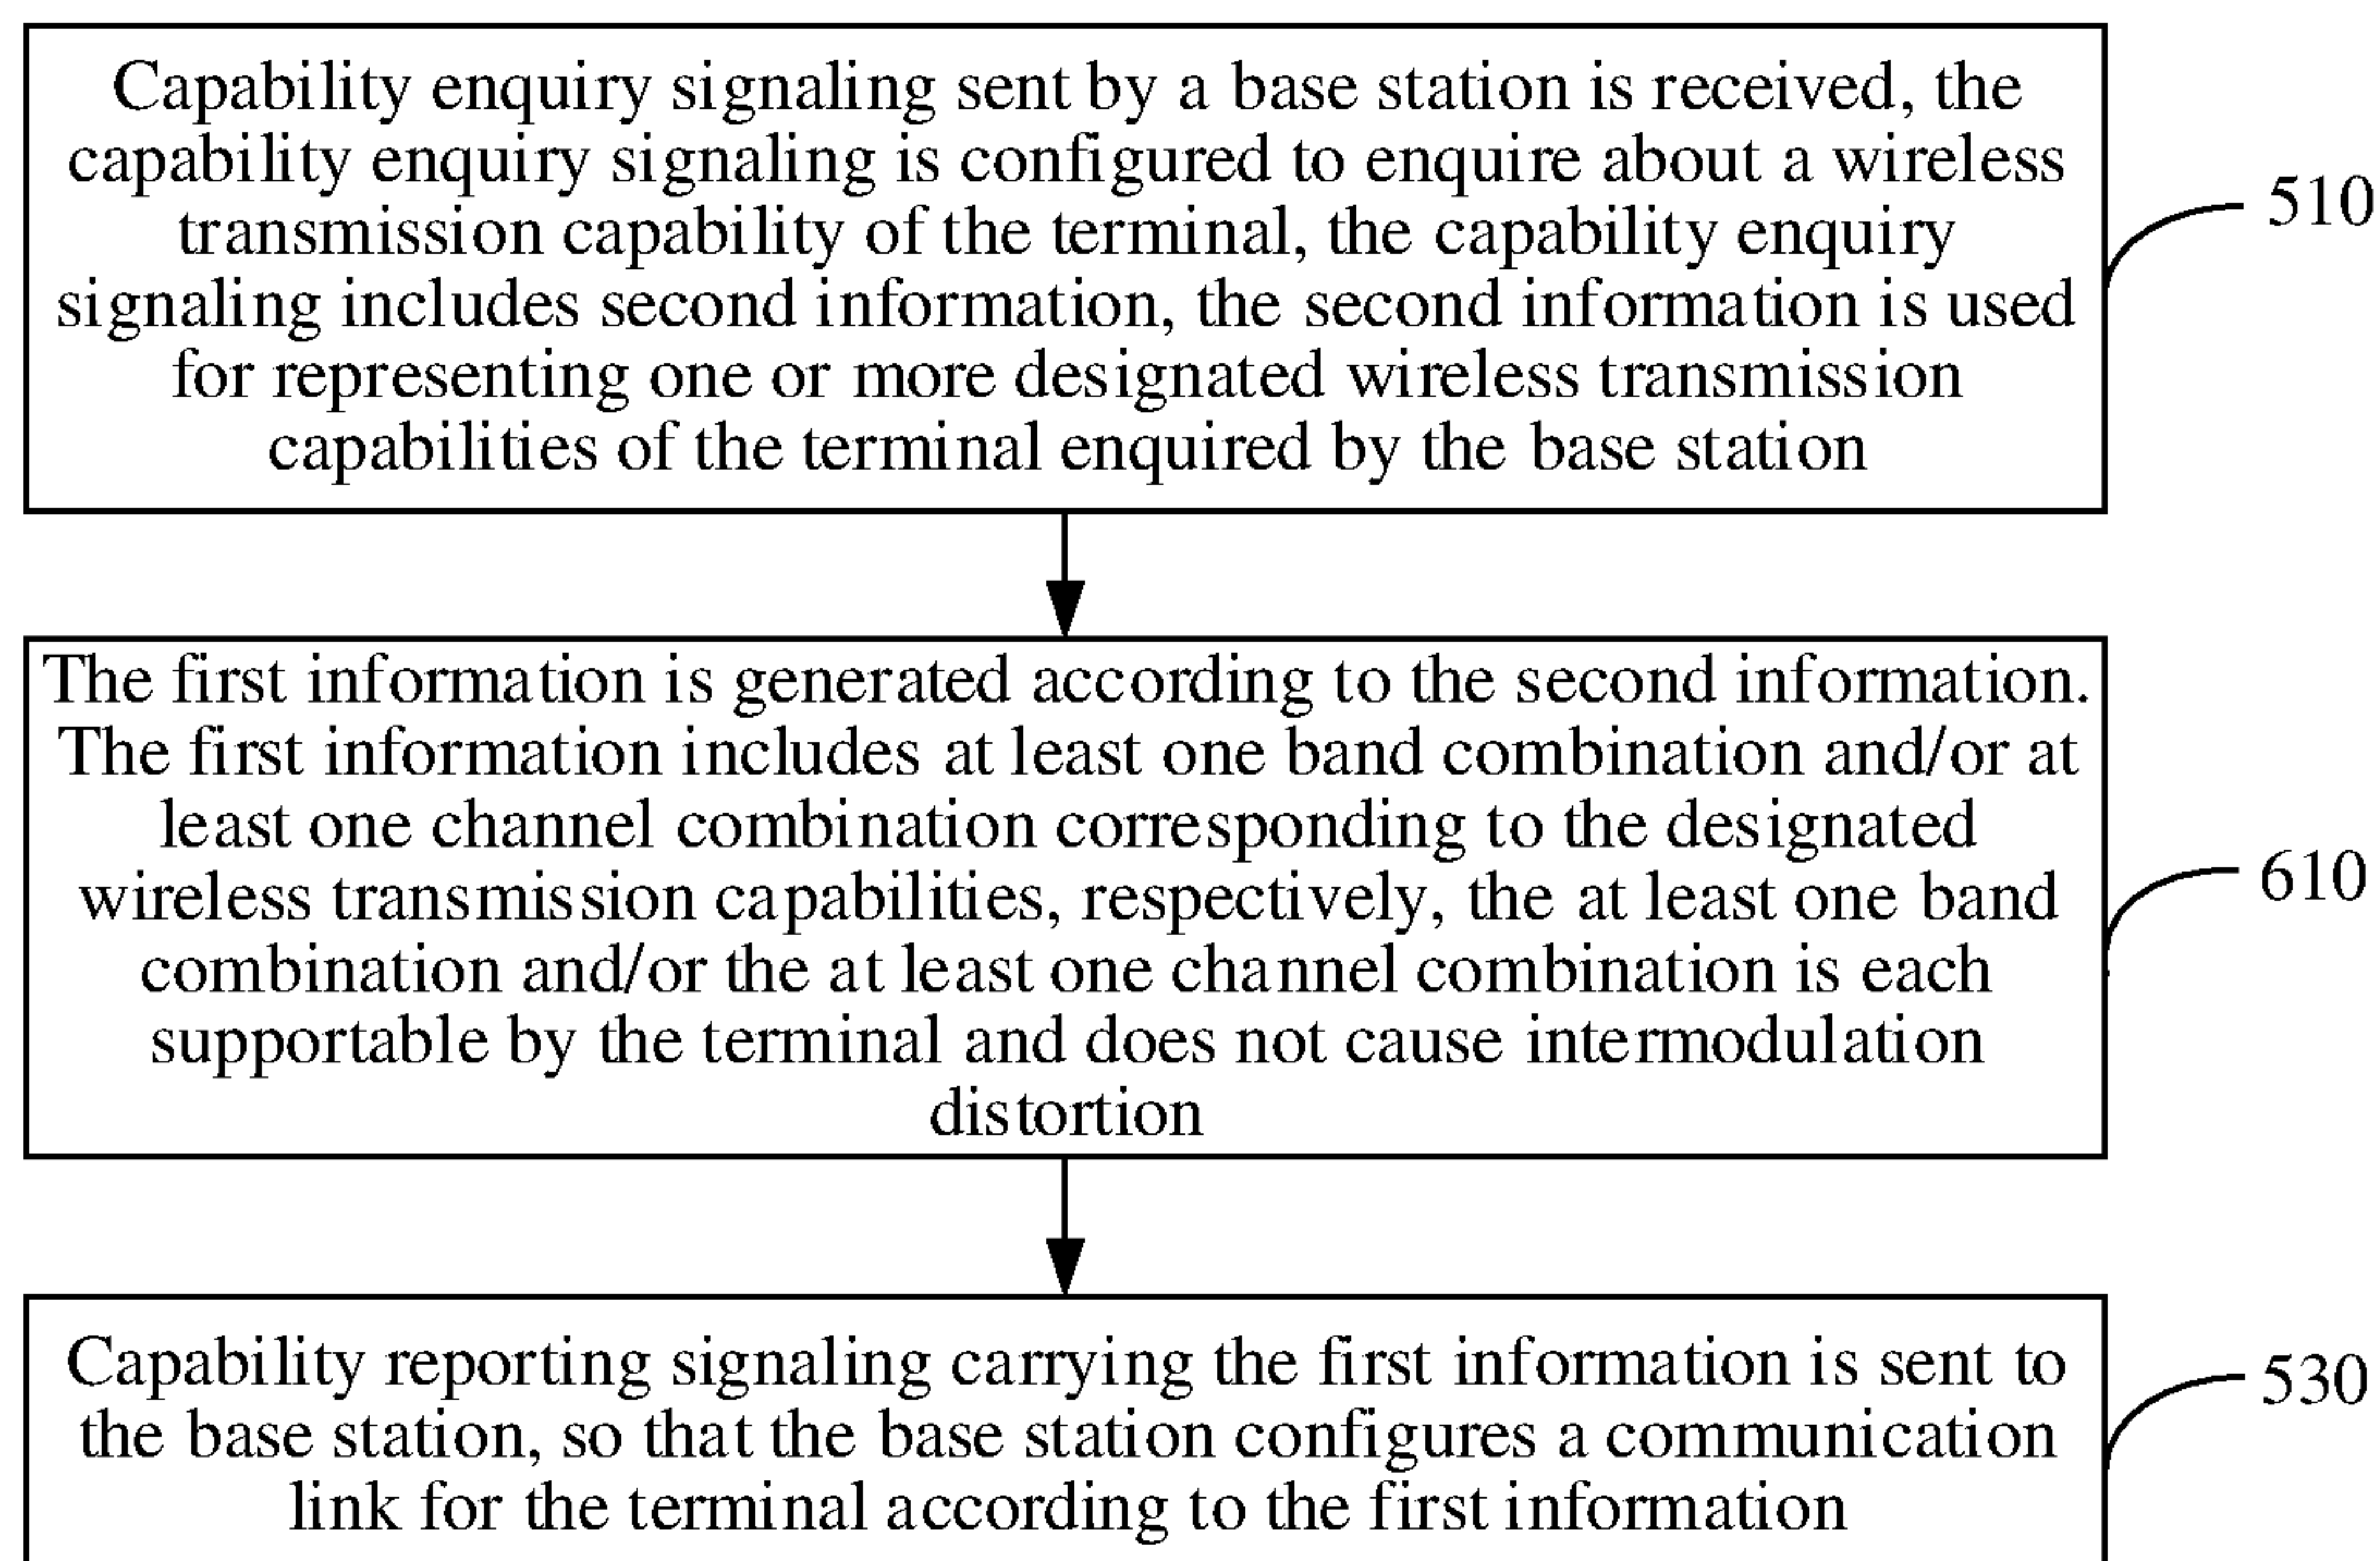 Capability enquiry signaling sent by a base station is received, the
capability enquiry signaling is configured to enquire about a wireless
transmission capability of the terminal, the capability enquiry
signaling includes second information, the second information is used
for representing one or more designated wireless transmission
capabilities of the terminal enquired by the base station
510
The first information is generated according to the second information.
The first information includes at least one band combination and/or at
least one channel combination corresponding to the designated
wireless transmission capabilities, respectively, the at least one band
combination and/or the at least one channel combination is each
supportable by the terminal and does not cause intermodulation
distortion
610
Capability reporting signaling carrying the first information is sent to
the base station, so that the base station configures a communication
link for the terminal according to the first information
530